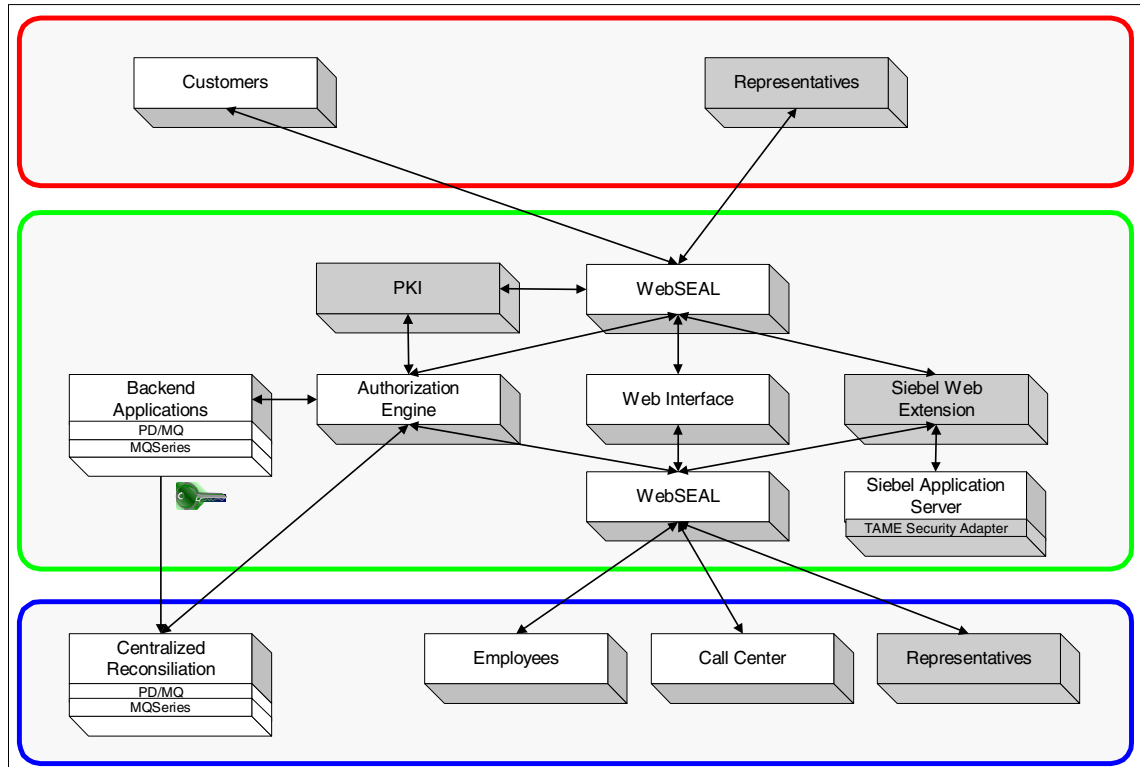 Customers
Representatives
PKI
WebSEAL
Backend
Applications
PD/MQ
MQSeries
Authorization
Engine
Web Interface
Siebel Web
Extension
WebSEAL
Siebel Application
Server
TAME Security Adapter
Centralized
Reconsiliation
PD/MQ
MQSeries
Employees
Call Center
Representatives